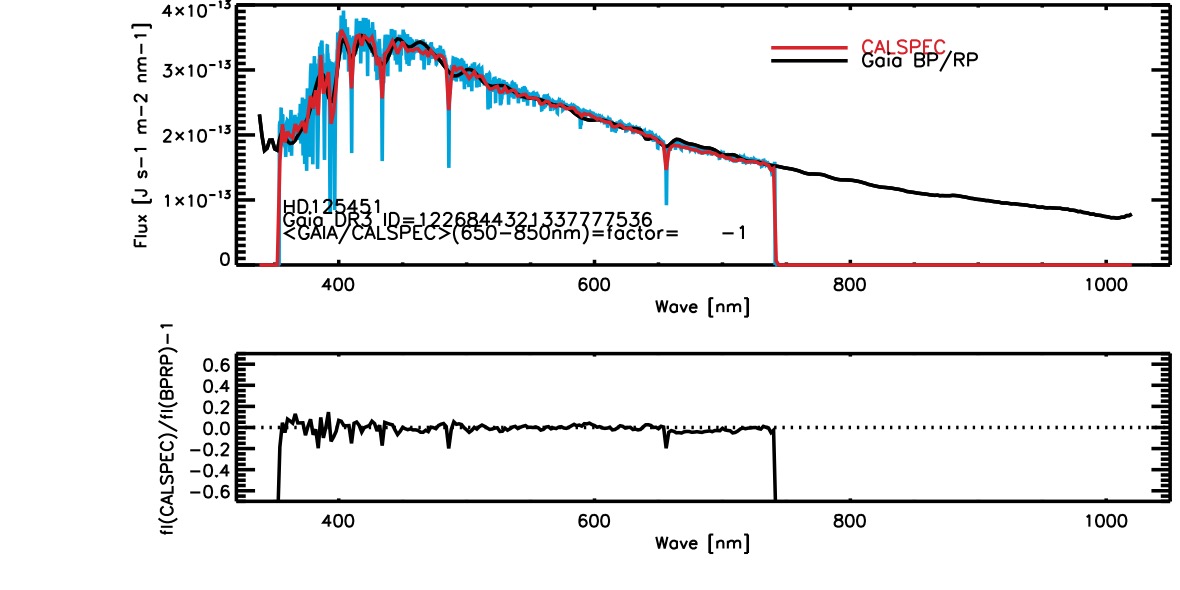 4×10−13
3×10−13
2×10−13
1×10−13
0
Flux [J s−1 m−2 nm−1]
CALSPEC
Gaia BP/RP
HD125451
Gaia DR3 ID=1226844321337777536
<GAIA/CALSPEC>(650−850nm)=factor= −1
400 600 800 1000
Wave [nm]
fl(CALSPEC)/fl(BPRP)−1
0.6
0.4
0.2
0.0
−0.2
−0.4
−0.6
400 600 800 1000
Wave [nm]